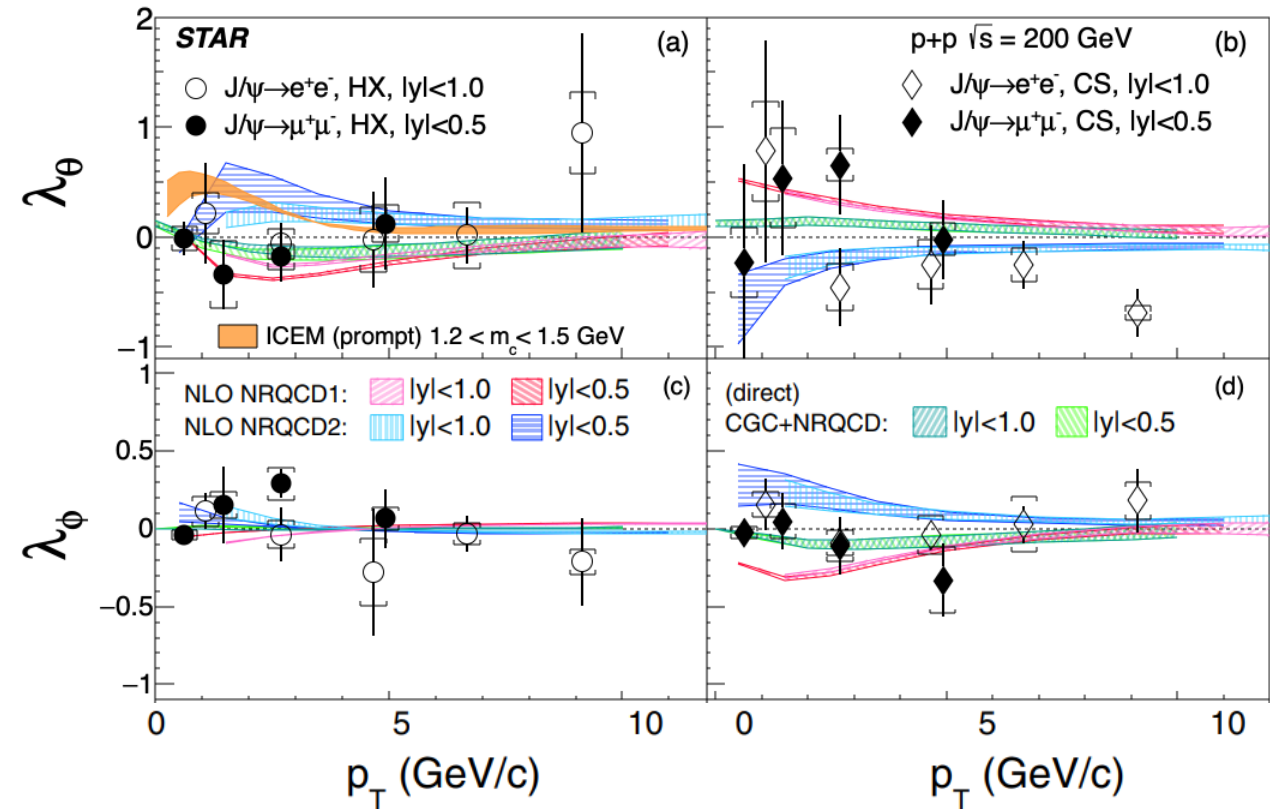 2
STAR
(a)
J/ψ→e⁺e⁻, HX, |y|<1.0
J/ψ→μ⁺μ⁻, HX, |y|<0.5
1
λ_θ
0
ICEM (prompt) 1.2 < m_c < 1.5 GeV
−1
p+p √s = 200 GeV
(b)
J/ψ→e⁺e⁻, CS, |y|<1.0
J/ψ→μ⁺μ⁻, CS, |y|<0.5
1
NLO NRQCD1: |y|<1.0 |y|<0.5
(c)
NLO NRQCD2: |y|<1.0 |y|<0.5
0.5
λ_φ
0
−0.5
−1
(direct)
(d)
CGC+NRQCD: |y|<1.0 |y|<0.5
0 5 10
0 5 10
p_T (GeV/c)
p_T (GeV/c)